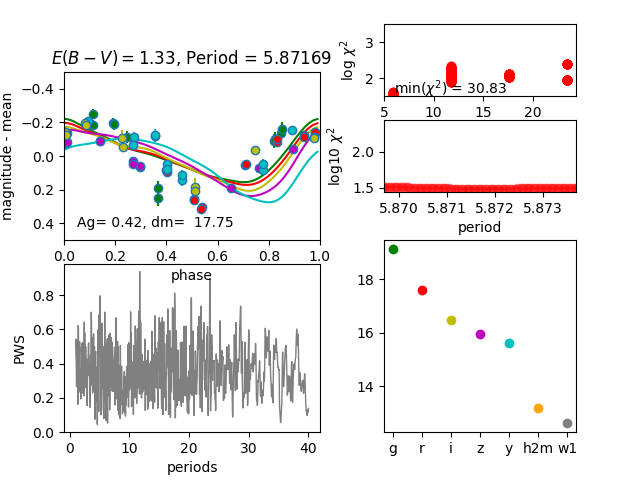 E(B − V) = 1.33, Period = 5.87169
magnitude - mean
−0.4
−0.2
0.0
0.2
0.4
Ag= 0.42, dm= 17.75
0.0 0.2 0.4 0.6 0.8 1.0
phase
log χ²
3
2
min(χ²) = 30.83
5 10 15 20
log10 χ²
2.0
1.5
5.870 5.871 5.872 5.873
period
PWS
0.8
0.6
0.4
0.2
0.0
0 10 20 30 40
periods
18
16
14
g r i z y h2m w1